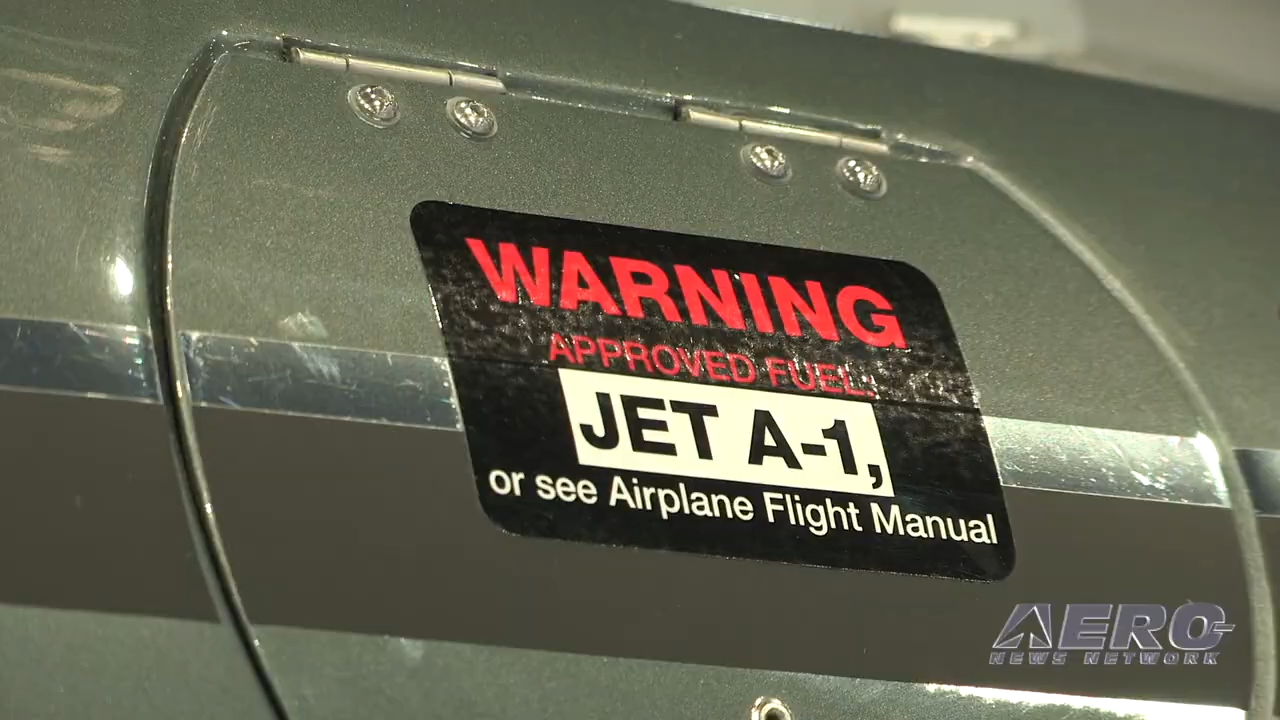 WARNING
APPROVED FUEL:
JET A-1,
or see Airplane Flight Manual
AERO
NEWS NETWORK